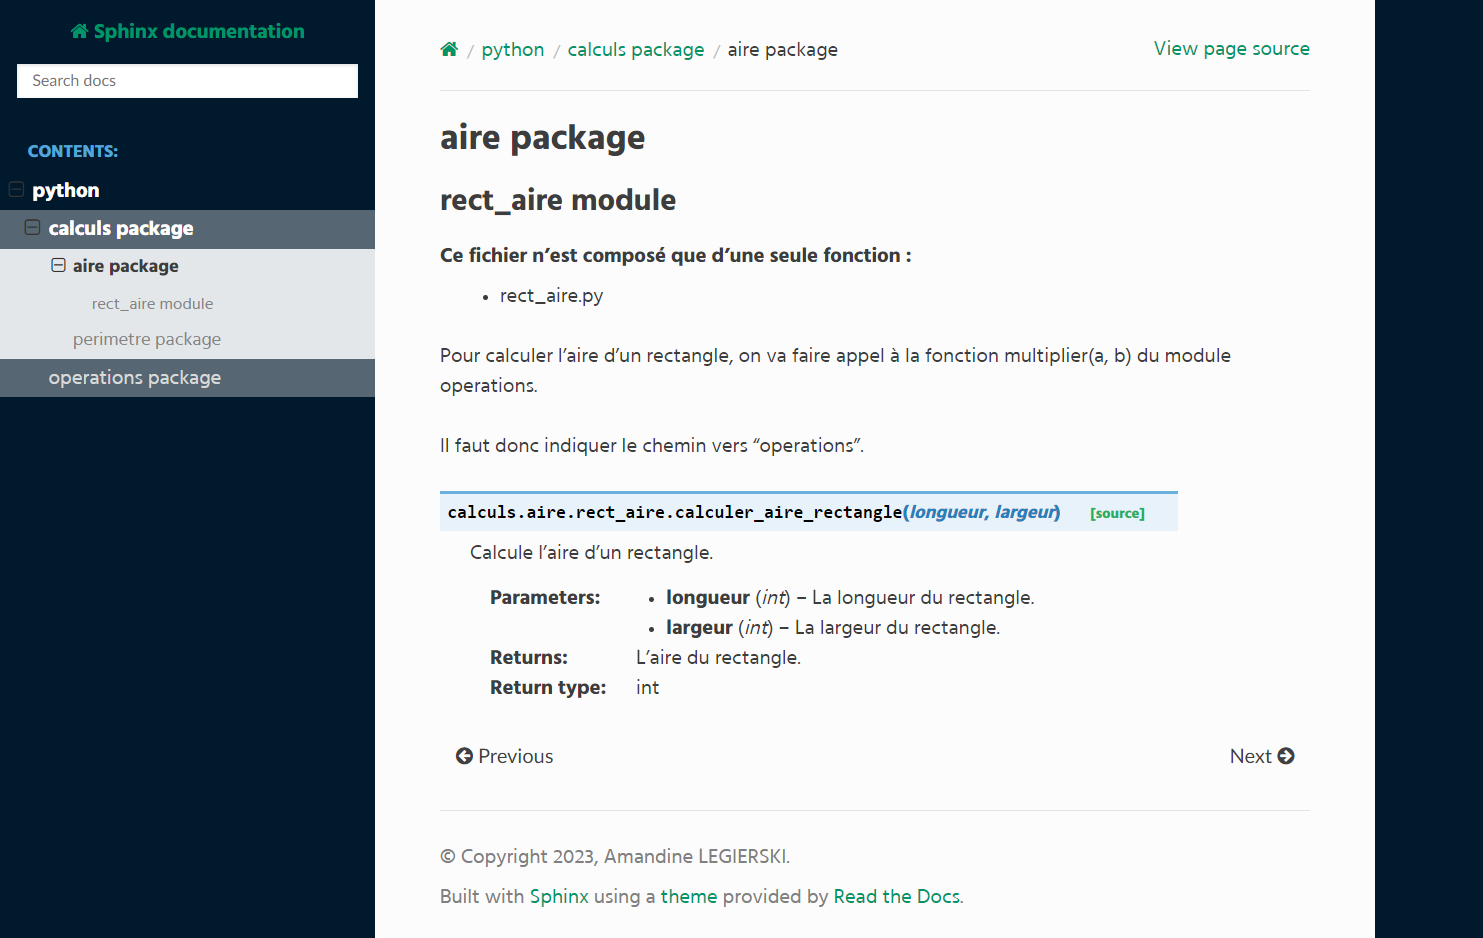 Sphinx documentation
Search docs
CONTENTS:
python
calculs package
aire package
rect_aire module
perimetre package
operations package
/ python / calculs package / aire package
View page source
aire package
rect_aire module
Ce fichier n’est composé que d’une seule fonction :
• rect_aire.py
Pour calculer l’aire d’un rectangle, on va faire appel à la fonction multiplier(a, b) du module
operations.
Il faut donc indiquer le chemin vers “operations”.
calculs.aire.rect_aire.calculer_aire_rectangle(longueur, largeur) [source]
Calcule l’aire d’un rectangle.
Parameters: • longueur (int) – La longueur du rectangle.
• largeur (int) – La largeur du rectangle.
Returns: L’aire du rectangle.
Return type: int
Previous
Next
© Copyright 2023, Amandine LEGIERSKI.
Built with Sphinx using a theme provided by Read the Docs.